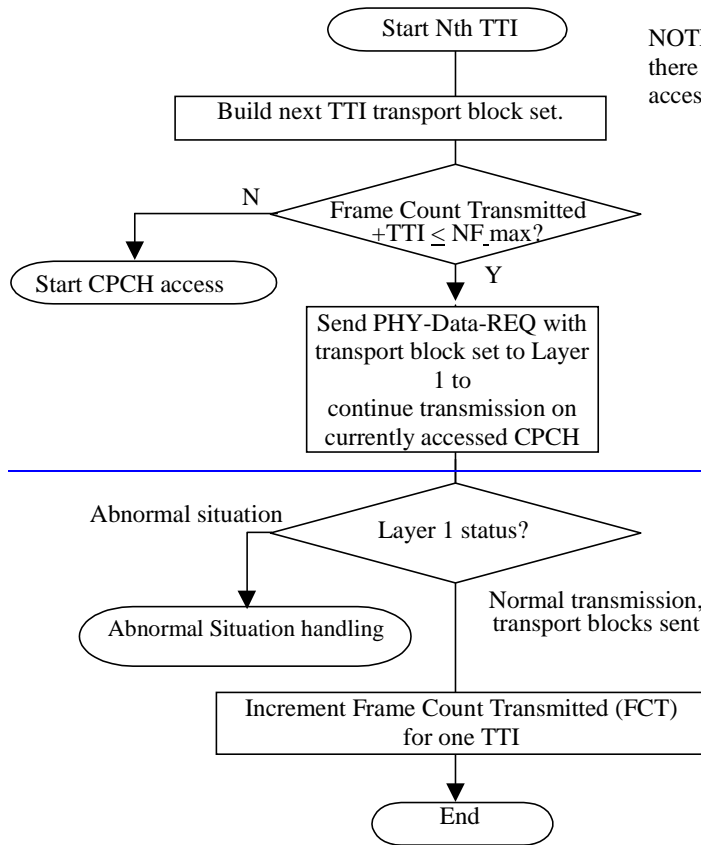 Start Nth TTI
there
acces
Build next TTI transport block set.
N
Frame Count Transmitted
+TTI ≤ NF_max?
Start CPCH access
Y
Send PHY-Data-REQ with
transport block set to Layer
1 to
continue transmission on
currently accessed CPCH
Abnormal situation
Layer 1 status?
Normal transmission,
transport blocks sent
Abnormal Situation handling
Increment Frame Count Transmitted (FCT)
for one TTI
End